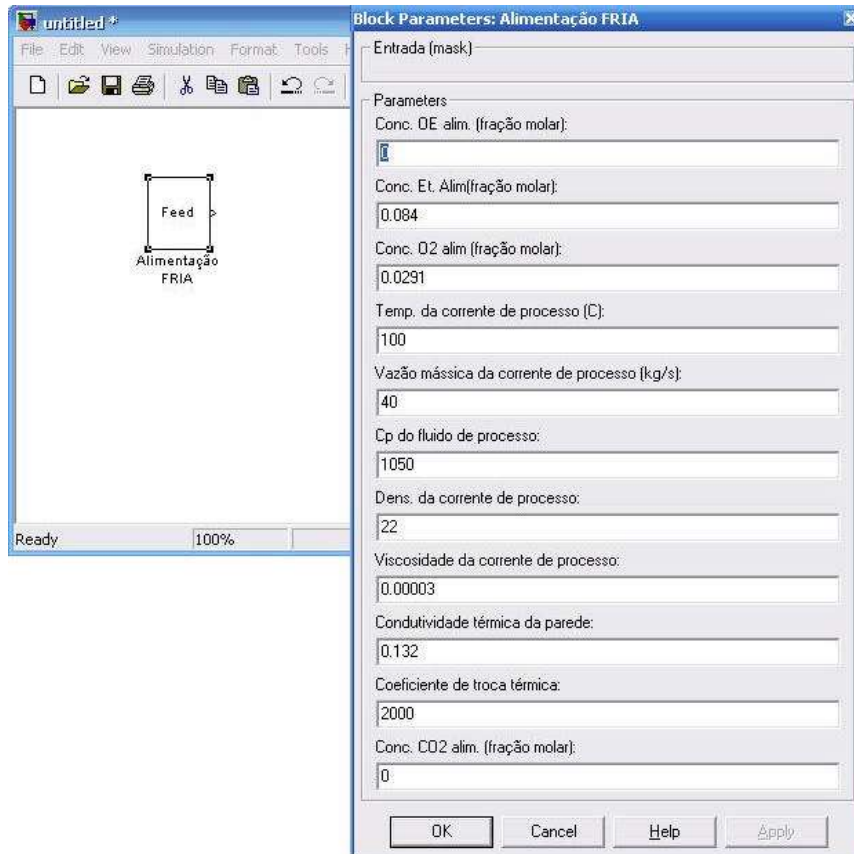 untitled *
File Edit View Simulation Format Tools H
Feed
Alimentação
FRIA
Ready 100%
Block Parameters: Alimentação FRIA
Entrada (mask)
Parameters
Conc. OE alim. (fração molar):
0
Conc. Et. Alim(fração molar):
0.084
Conc. O2 alim (fração molar):
0.0291
Temp. da corrente de processo (C):
100
Vazão mássica da corrente de processo (kg/s):
40
Cp do fluido de processo:
1050
Dens. da corrente de processo:
22
Viscosidade da corrente de processo:
0.00003
Condutividade térmica da parede:
0.132
Coeficiente de troca térmica:
2000
Conc. CO2 alim. (fração molar):
0
OK Cancel Help Apply